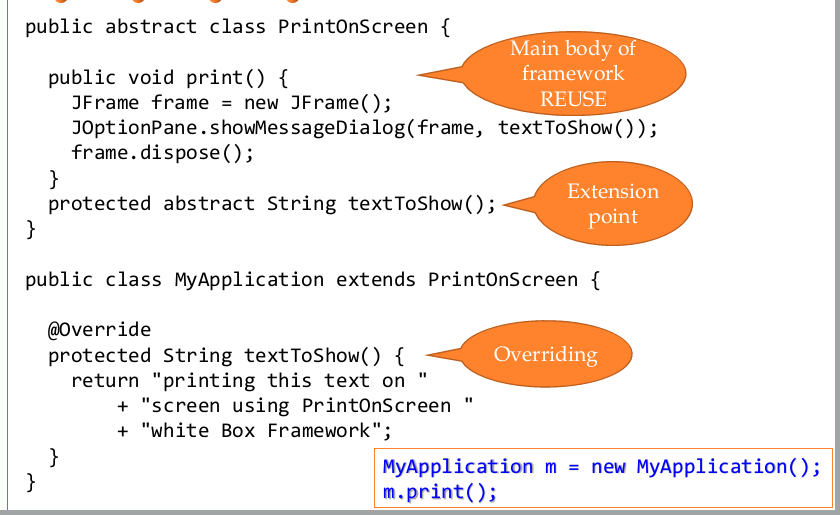 public abstract class PrintOnScreen {
Main body of
framework
REUSE
public void print() {
JFrame frame = new JFrame();
JOptionPane.showMessageDialog(frame, textToShow());
frame.dispose();
}
protected abstract String textToShow();
Extension
point
}
public class MyApplication extends PrintOnScreen {
@Override
protected String textToShow() {
Overriding
return "printing this text on "
+ "screen using PrintOnScreen "
+ "white Box Framework";
}
}
MyApplication m = new MyApplication();
m.print();